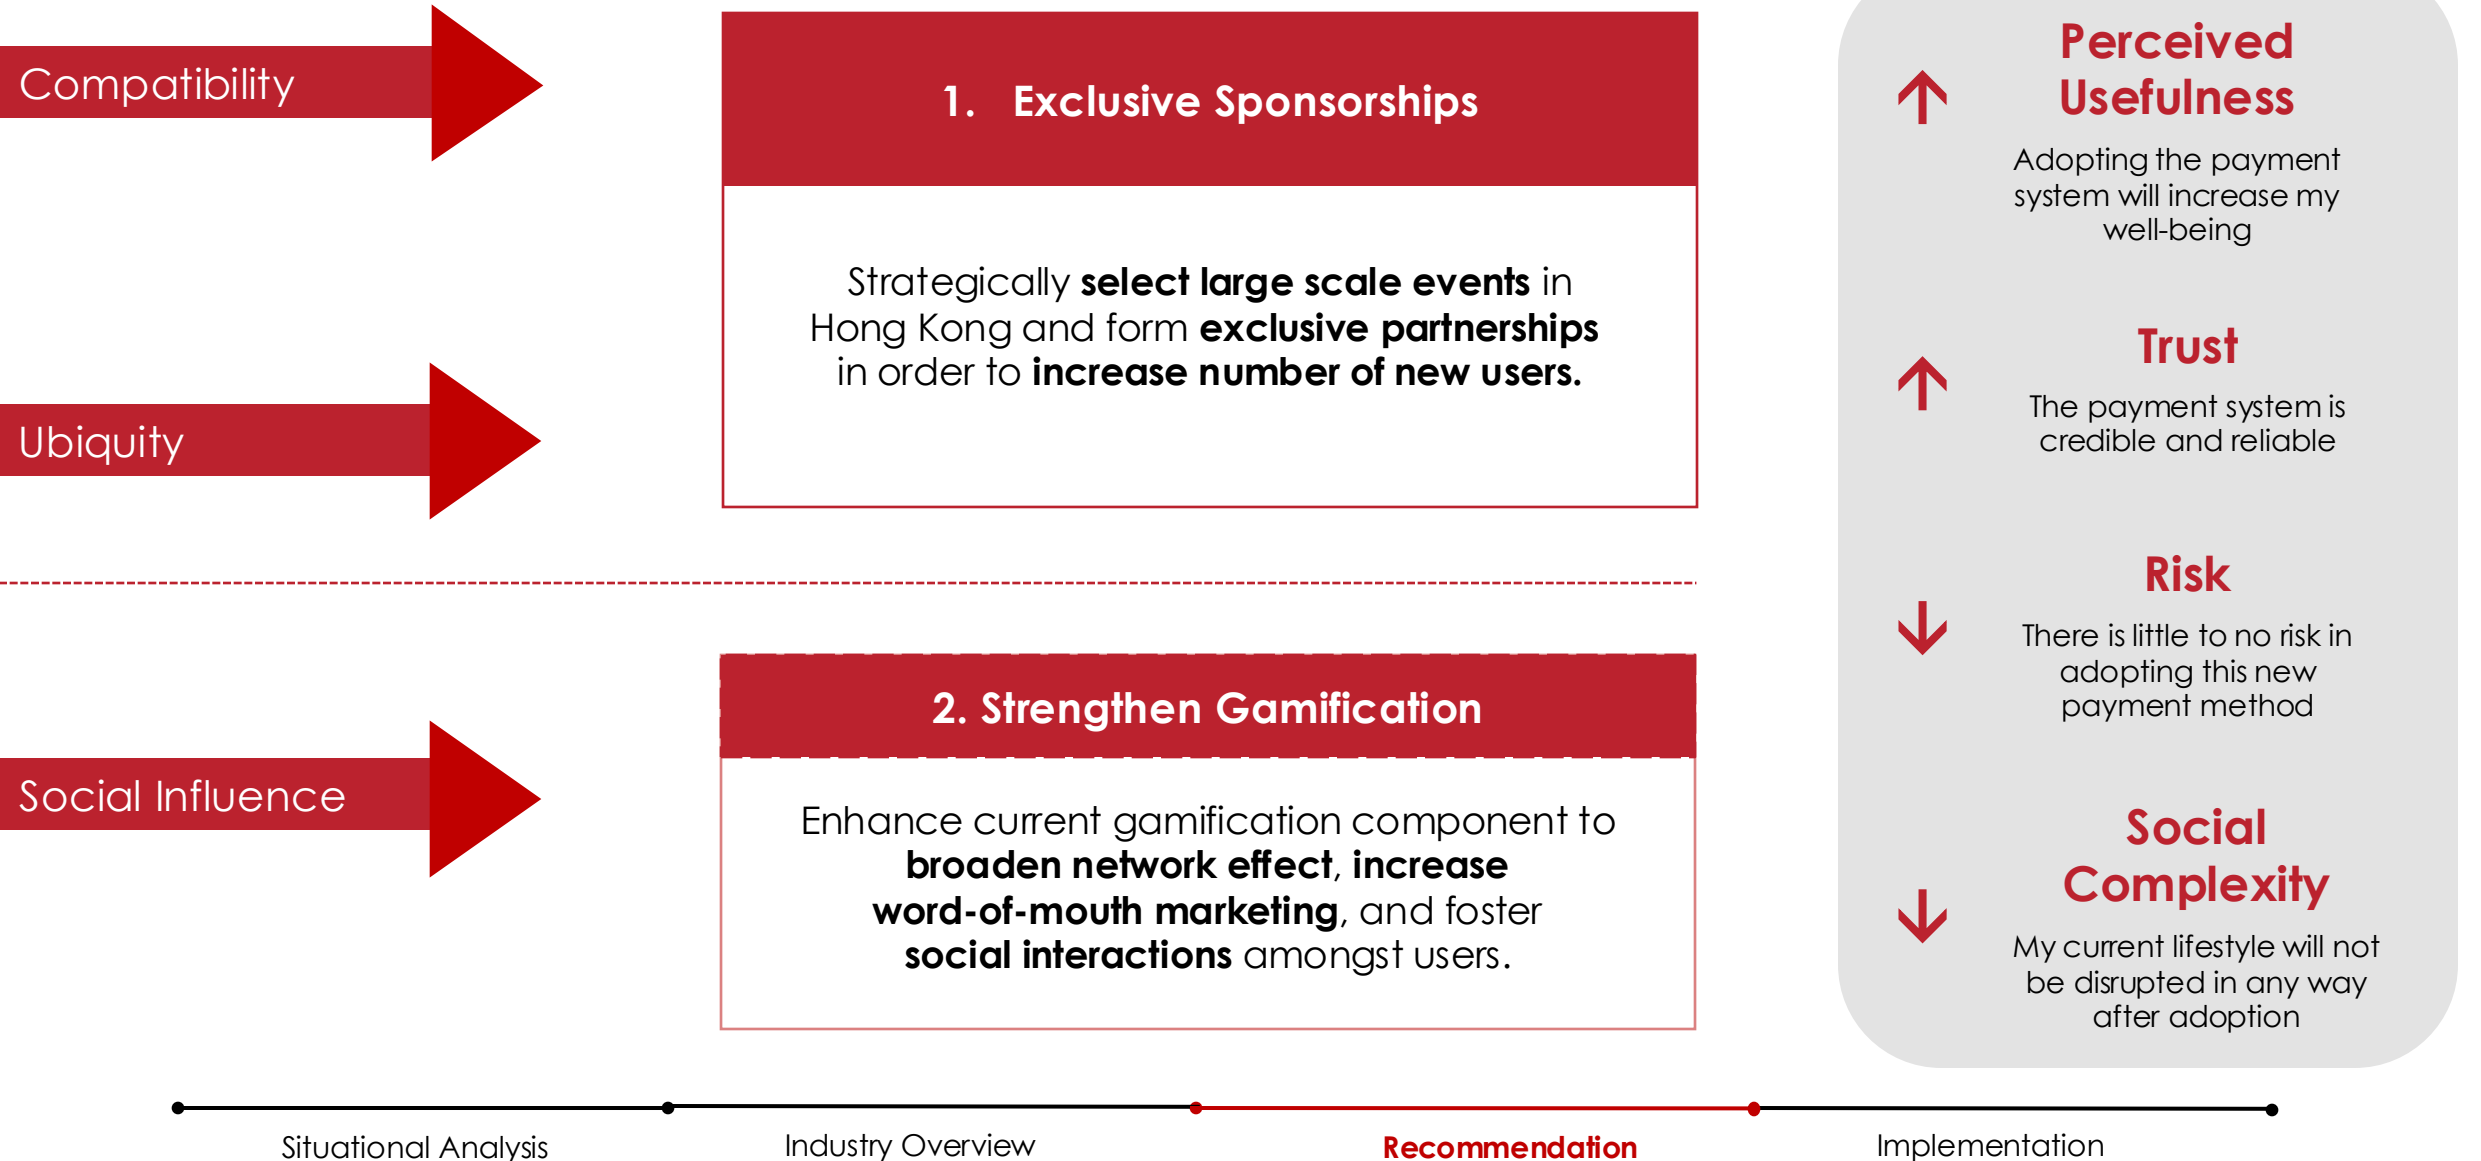 Compatibility
Ubiquity
Social Influence
1. Exclusive Sponsorships
Strategically select large scale events in
Hong Kong and form exclusive partnerships
in order to increase number of new users.
2. Strengthen Gamification
Enhance current gamification component to
broaden network effect, increase
word-of-mouth marketing, and foster
social interactions amongst users.
Perceived
Usefulness
Adopting the payment
system will increase my
well-being
Trust
The payment system is
credible and reliable
Risk
There is little to no risk in
adopting this new
payment method
Social
Complexity
My current lifestyle will not
be disrupted in any way
after adoption
Situational Analysis
Industry Overview
Recommendation
Implementation